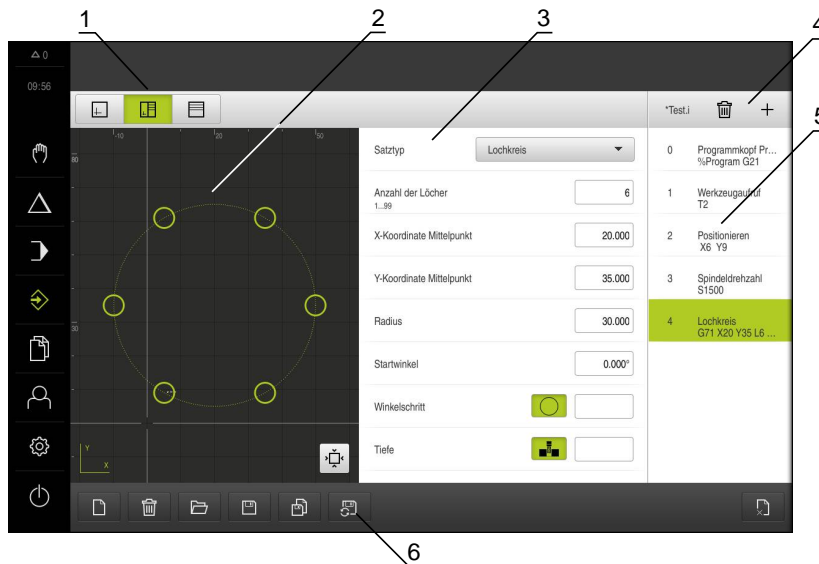 1
2
3
4
5
6
0
09:56
-10
20
50
80
30
Y
X
Satztyp
Lochkreis
Anzahl der Löcher
1...99
6
X-Koordinate Mittelpunkt
20.000
Y-Koordinate Mittelpunkt
35.000
Radius
30.000
Startwinkel
0.000°
Winkelschritt
Tiefe
*Test.i
0 Programmkopf Pr...
%Program G21
1 Werkzeugaufruf
T2
2 Positionieren
X6 Y9
3 Spindeldrehzahl
S1500
4 Lochkreis
G71 X20 Y35 L6 ...